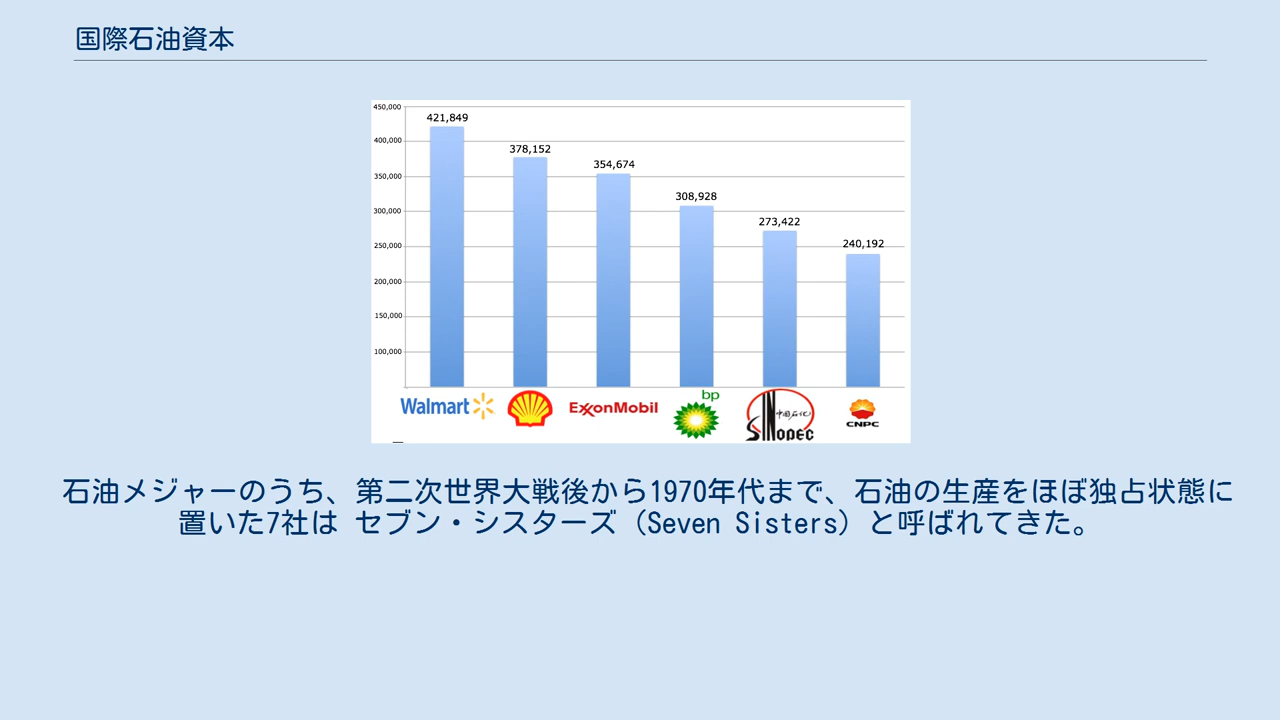 国際石油資本
450,000
400,000
350,000
300,000
250,000
200,000
150,000
100,000
421,849
378,152
354,674
308,928
273,422
240,192
Walmart
ExxonMobil
bp
中国石化
SINOPEC
CNPC
石油メジャーのうち、第二次世界大戦後から1970年代まで、石油の生産をほぼ独占状態に
置いた7社は セブン・シスターズ（Seven Sisters）と呼ばれてきた。